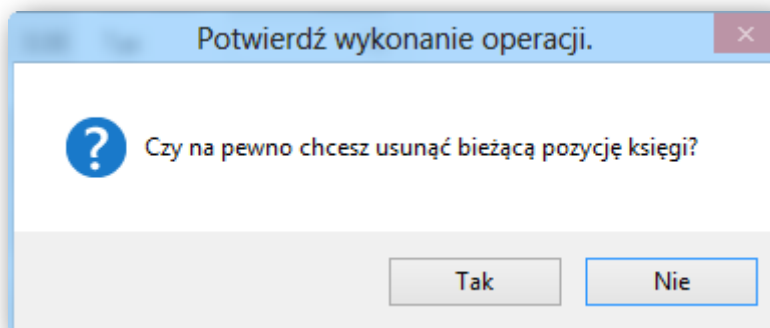 Potwierdź wykonanie operacji.
Czy na pewno chcesz usunąć bieżącą pozycję księgi?
Tak
Nie